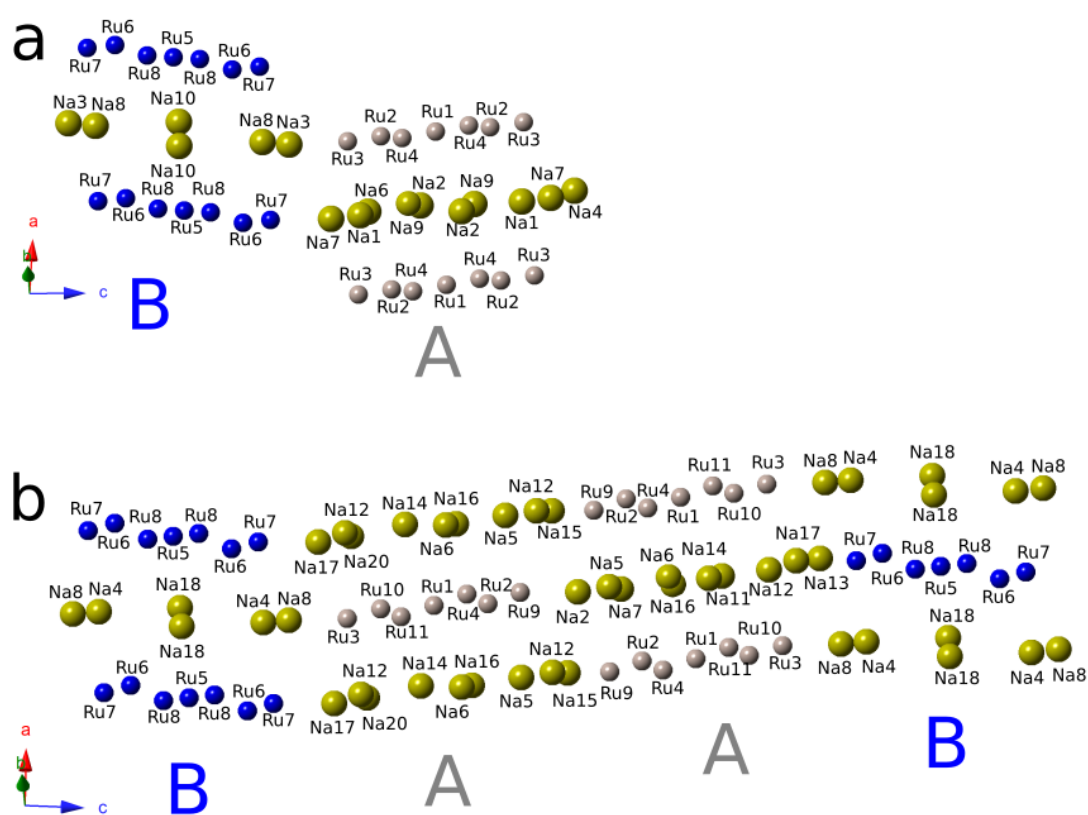 a
Ru6 Ru5 Ru6
Ru7 Ru8 Ru8 Ru7
Na3 Na8 Na10 Na8 Na3
Na10
Ru2 Ru1 Ru2
Ru3 Ru4 Ru4 Ru3
Ru7 Ru8 Ru8 Ru7
Ru6 Ru5 Ru6
Na6 Na2 Na9 Na7
Na7 Na1 Na9 Na2 Na1 Na4
Ru3 Ru4 Ru4 Ru3
Ru2 Ru1 Ru2
a
b
c
B
A
b
Ru7 Ru8 Ru8 Ru7
Ru6 Ru5 Ru6
Na12 Na14 Na16 Na12
Na17 Na20 Na6 Na5 Na15
Ru9 Ru4 Ru11 Ru3
Ru2 Ru1 Ru10
Na8 Na4 Na18 Na4 Na8
Na18
Na8 Na4 Na18 Na4 Na8
Na18
Ru10 Ru1 Ru2
Ru3 Ru11 Ru4 Ru9
Na5 Na6 Na14 Na17
Na2 Na7 Na16 Na11 Na12 Na13
Ru7 Ru8 Ru8 Ru7
Ru6 Ru5 Ru6
Ru6 Ru5 Ru6
Ru7 Ru8 Ru8 Ru7
Na12 Na14 Na16 Na12
Na17 Na20 Na6 Na5 Na15
Ru2 Ru1 Ru10
Ru9 Ru4 Ru11 Ru3
Na18
Na8 Na4 Na18 Na4 Na8
a
b
c
B
A
A
B